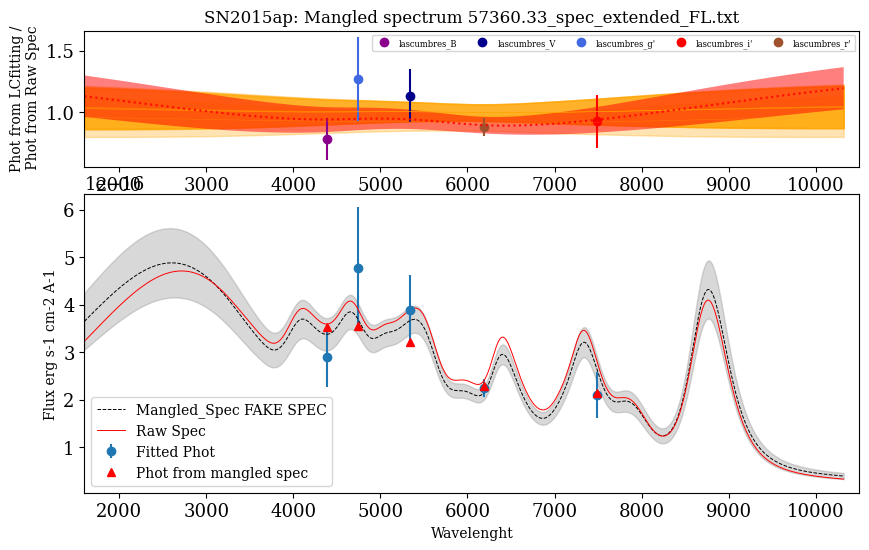 SN2015ap: Mangled spectrum 57360.33_spec_extended_FL.txt
Phot from LCfitting /
Phot from Raw Spec
1.5
1.0
lascumbres_B
lascumbres_V
lascumbres_g'
lascumbres_i'
lascumbres_r'
2000 3000 4000 5000 6000 7000 8000 9000 10000
1e−16
Flux erg s-1 cm-2 A-1
6
5
4
3
2
1
Mangled_Spec FAKE SPEC
Raw Spec
Fitted Phot
Phot from mangled spec
2000 3000 4000 5000 6000 7000 8000 9000 10000
Wavelenght